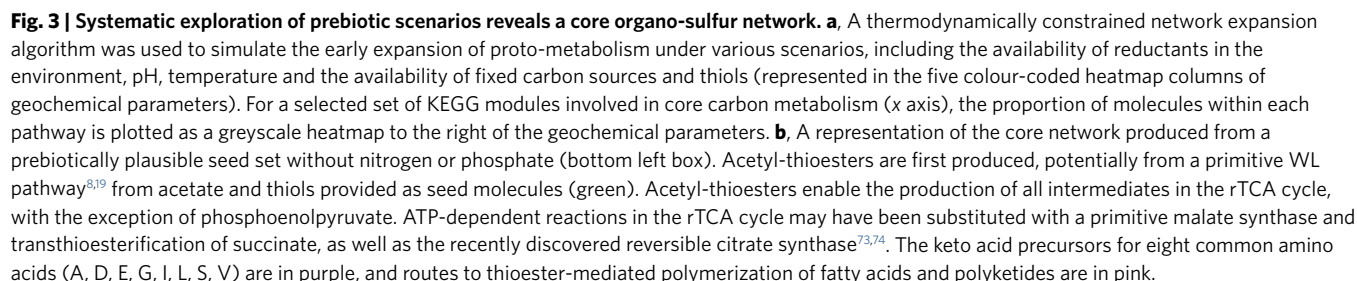 Fig. 3 | Systematic exploration of prebiotic scenarios reveals a core organo-sulfur network. a, A thermodynamically constrained network expansion
algorithm was used to simulate the early expansion of proto-metabolism under various scenarios, including the availability of reductants in the
environment, pH, temperature and the availability of fixed carbon sources and thiols (represented in the five colour-coded heatmap columns of
geochemical parameters). For a selected set of KEGG modules involved in core carbon metabolism (x axis), the proportion of molecules within each
pathway is plotted as a greyscale heatmap to the right of the geochemical parameters. b, A representation of the core network produced from a
prebiotically plausible seed set without nitrogen or phosphate (bottom left box). Acetyl-thioesters are first produced, potentially from a primitive WL
pathway8,19 from acetate and thiols provided as seed molecules (green). Acetyl-thioesters enable the production of all intermediates in the rTCA cycle,
with the exception of phosphoenolpyruvate. ATP-dependent reactions in the rTCA cycle may have been substituted with a primitive malate synthase and
transthioesterification of succinate, as well as the recently discovered reversible citrate synthase73,74. The keto acid precursors for eight common amino
acids (A, D, E, G, I, L, S, V) are in purple, and routes to thioester-mediated polymerization of fatty acids and polyketides are in pink.